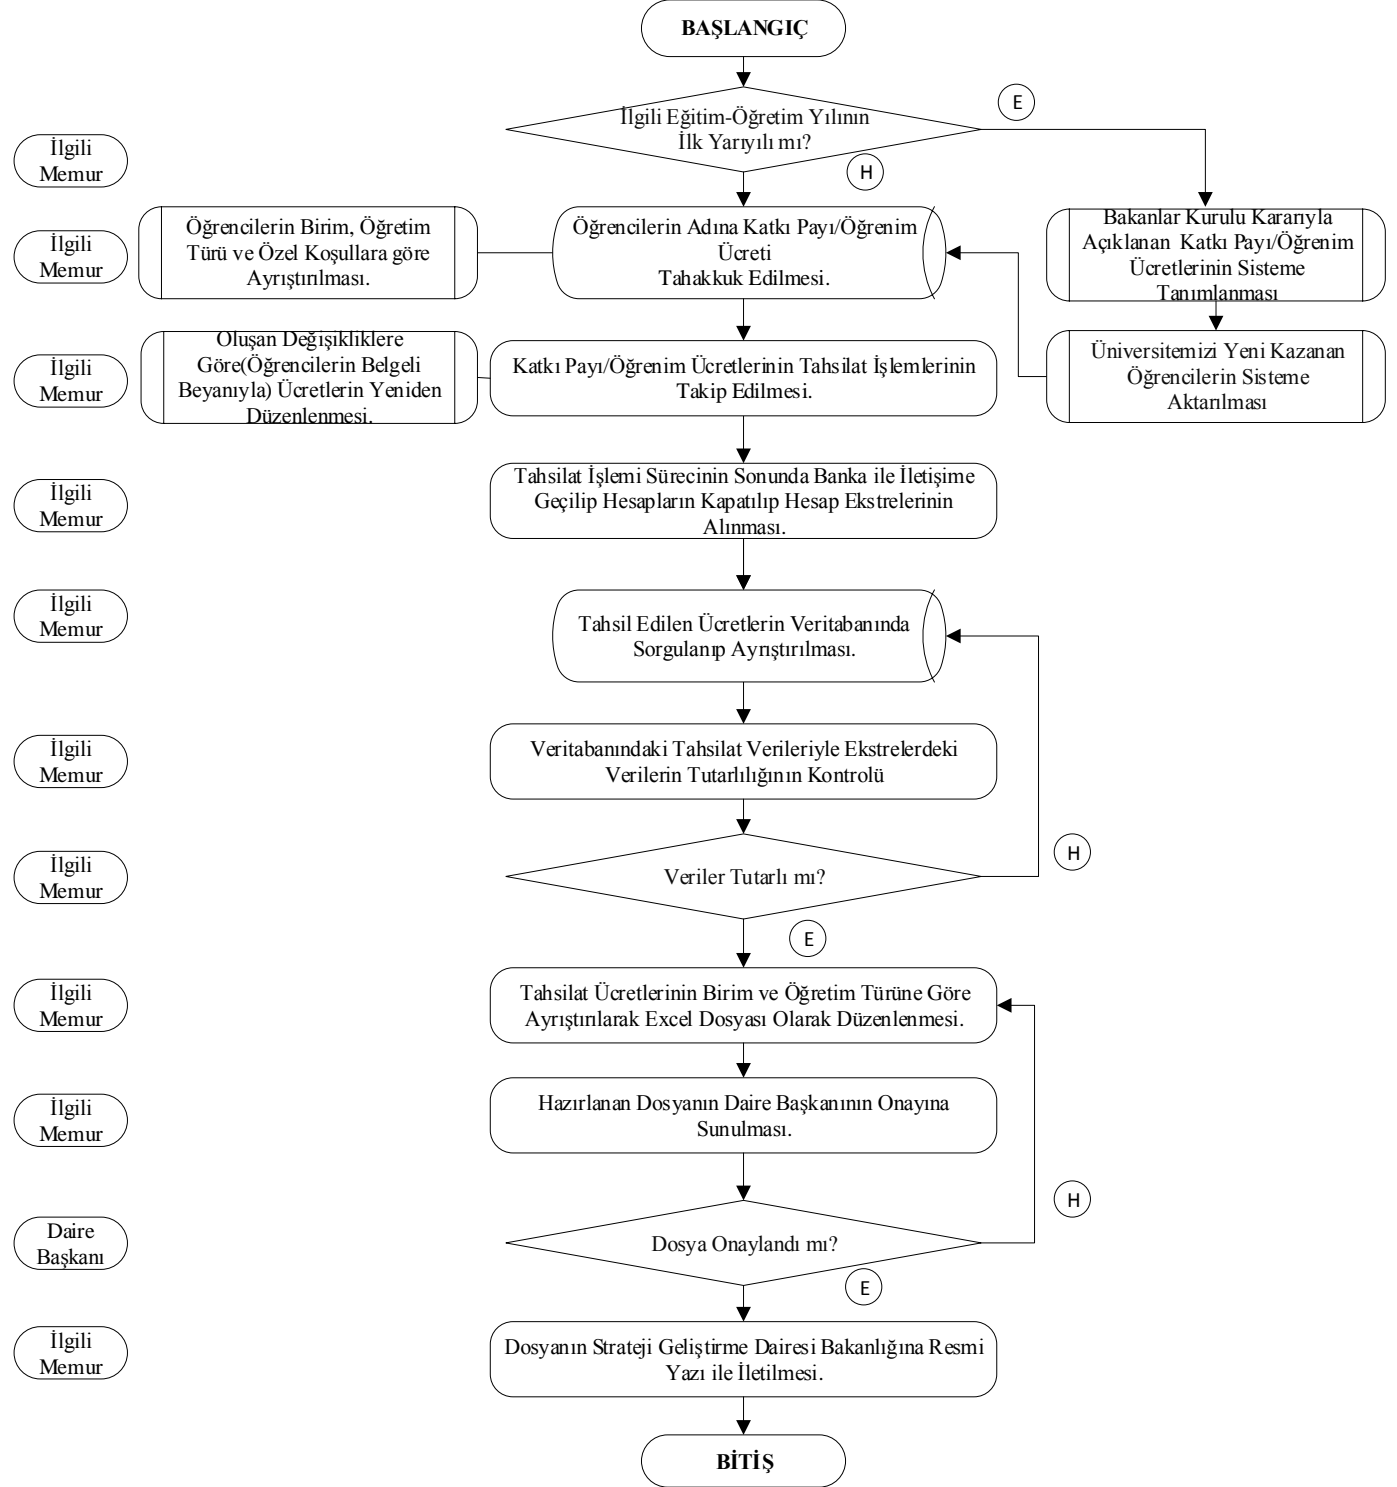 BAŞLANGIÇ
E
İlgili Eğitim-Öğretim Yılının
İlk Yarıyılı mı?
H
İlgili
Memur
İlgili
Memur
Öğrencilerin Birim, Öğretim
Türü ve Özel Koşullara göre
Ayrıştırılması.
Öğrencilerin Adına Katkı Payı/Öğrenim
Ücreti
Tahakkuk Edilmesi.
Bakanlar Kurulu Kararıyla
Açıklanan Katkı Payı/Öğrenim
Ücretlerinin Sisteme
Tanımlanması
İlgili
Memur
Oluşan Değişikliklere
Göre(Öğrencilerin Belgeli
Beyanıyla) Ücretlerin Yeniden
Düzenlenmesi.
Katkı Payı/Öğrenim Ücretlerinin Tahsilat İşlemlerinin
Takip Edilmesi.
Üniversitemizi Yeni Kazanan
Öğrencilerin Sisteme
Aktarılması
İlgili
Memur
Tahsilat İşlemi Sürecinin Sonunda Banka ile İletişime
Geçilip Hesapların Kapatılıp Hesap Ekstrelerinin
Alınması.
İlgili
Memur
Tahsil Edilen Ücretlerin Veritabanında
Sorgulanıp Ayrıştırılması.
İlgili
Memur
Veritabanındaki Tahsilat Verileriyle Ekstrelerdeki
Verilerin Tutarlılığının Kontrolü
İlgili
Memur
Veriler Tutarlı mı?
H
E
İlgili
Memur
Tahsilat Ücretlerinin Birim ve Öğretim Türüne Göre
Ayrıştırılarak Excel Dosyası Olarak Düzenlenmesi.
İlgili
Memur
Hazırlanan Dosyanın Daire Başkanının Onayına
Sunulması.
H
Daire
Başkanı
Dosya Onaylandı mı?
E
İlgili
Memur
Dosyanın Strateji Geliştirme Dairesi Bakanlığına Resmi
Yazı ile İletilmesi.
BİTİŞ